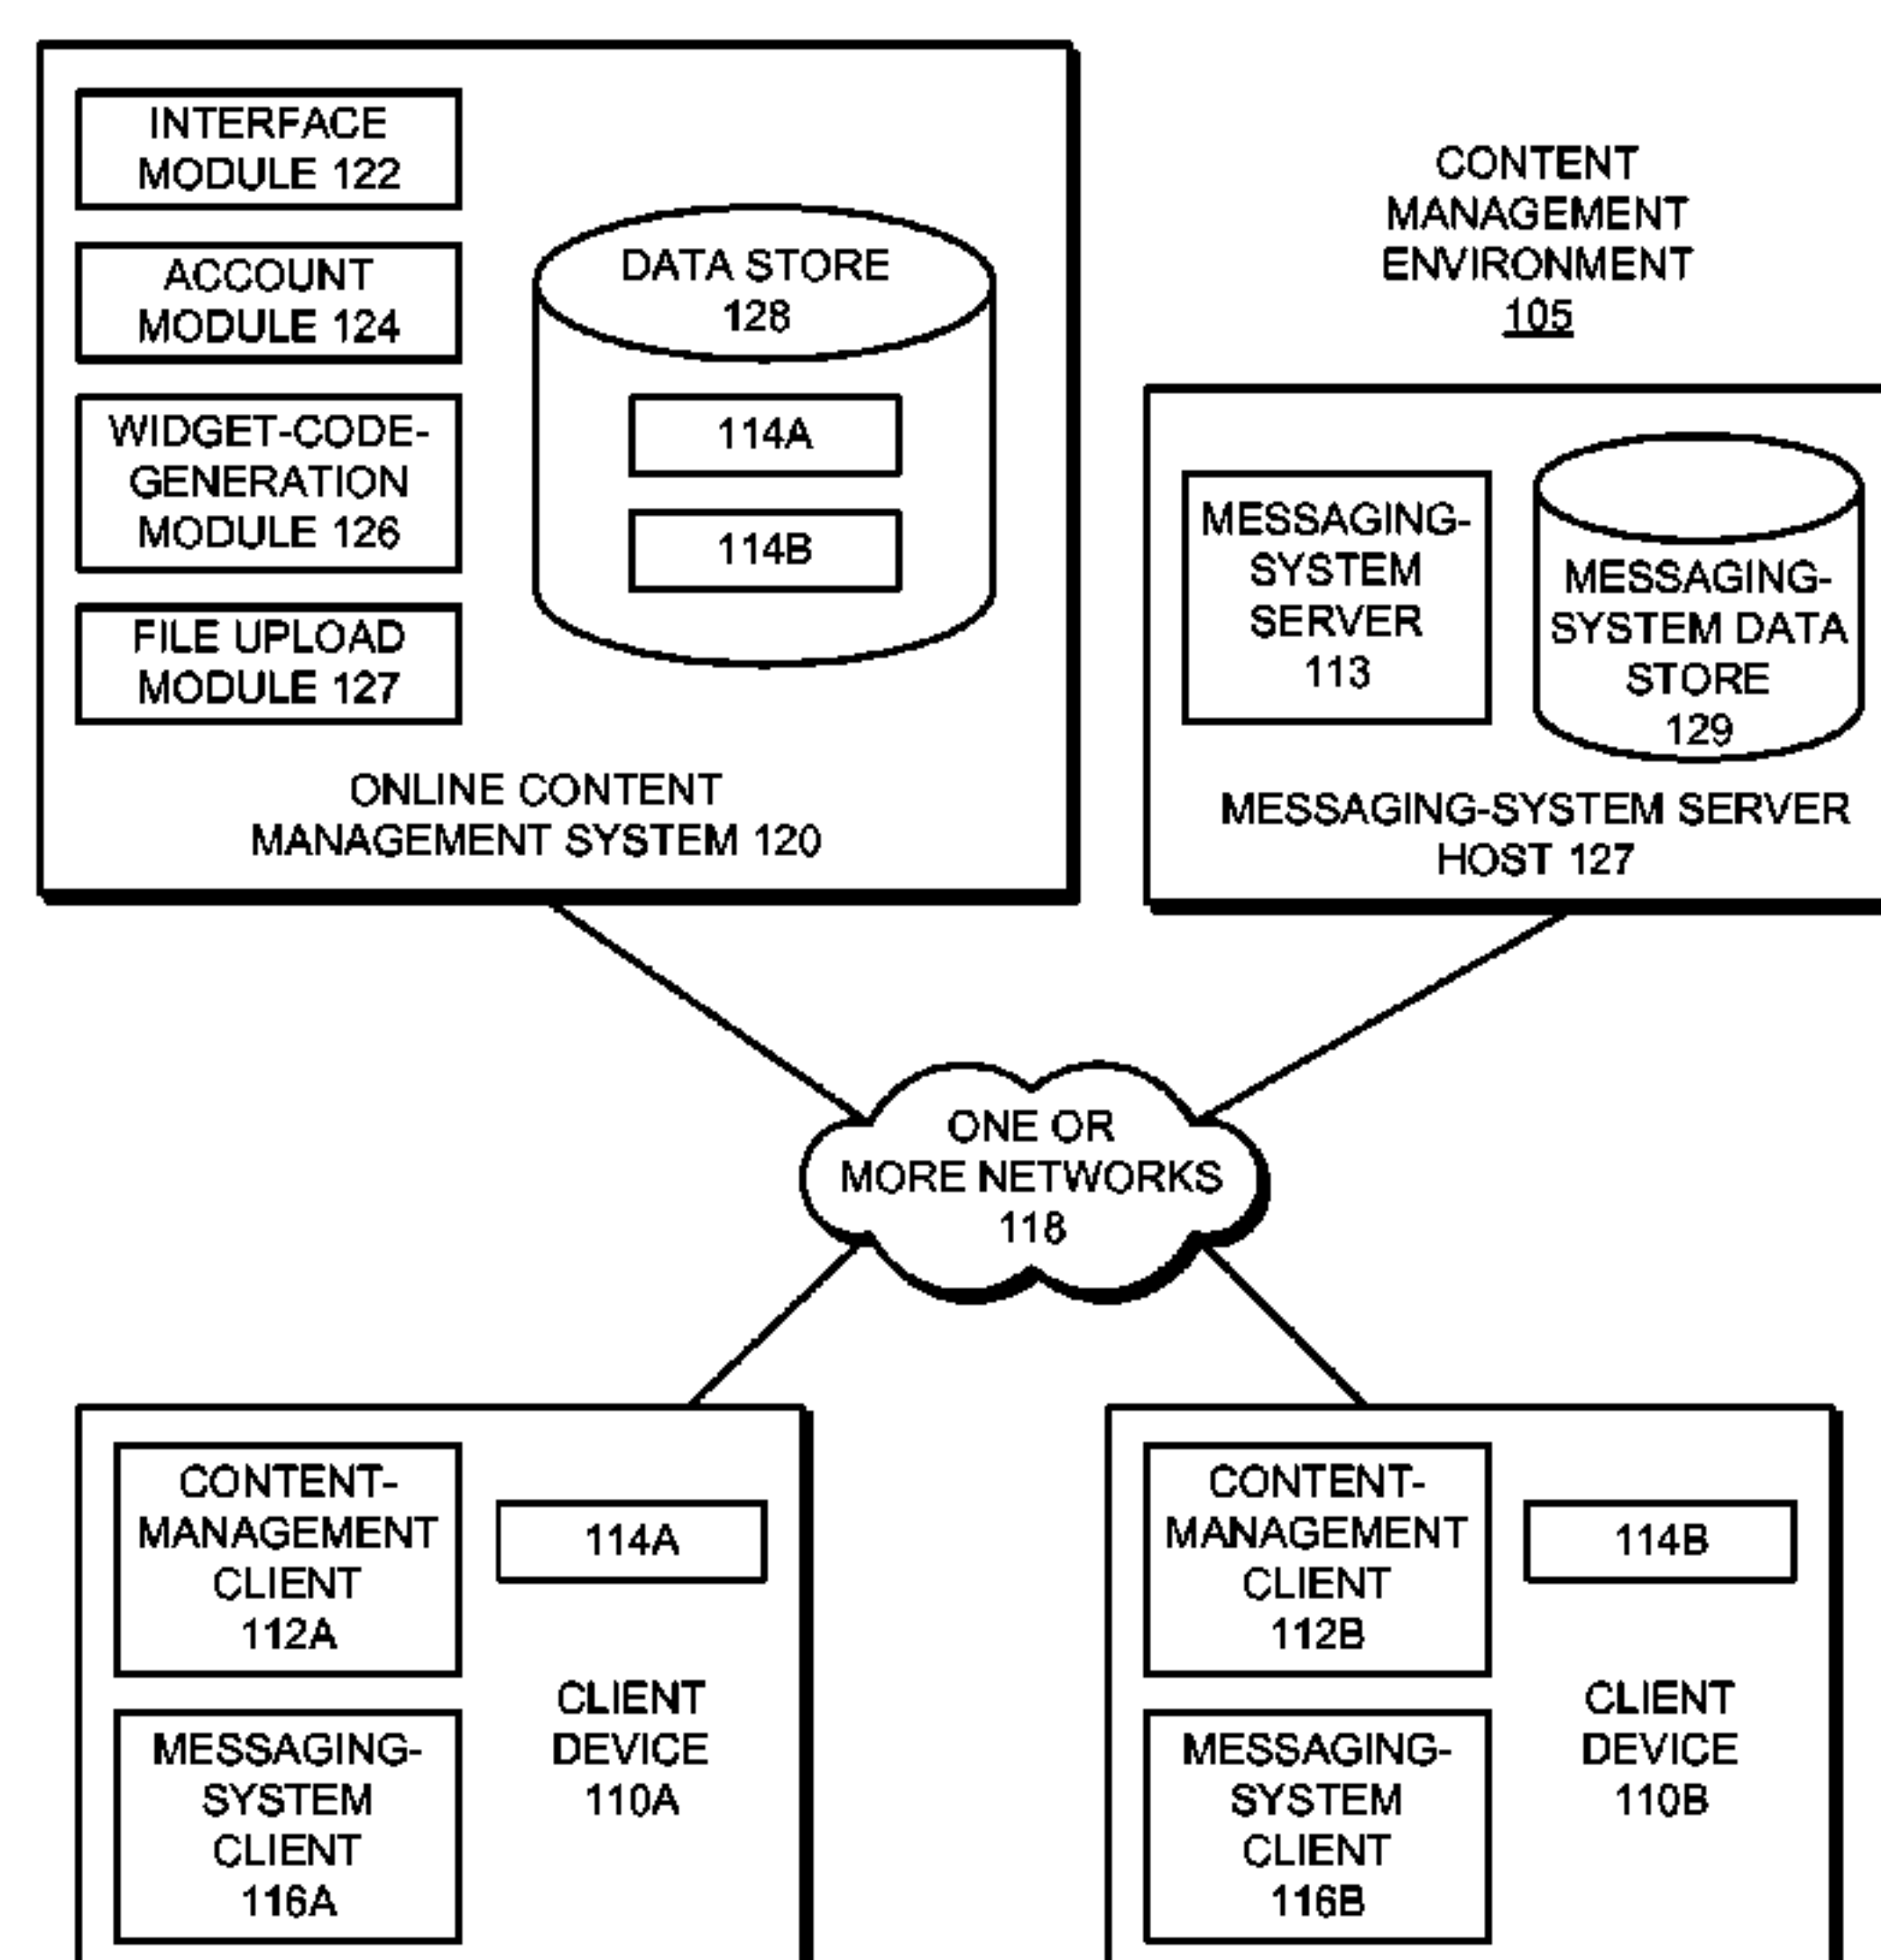 INTERFACE
MODULE 122
ACCOUNT
MODULE 124
WIDGET-CODE-
GENERATION
MODULE 126
FILE UPLOAD
MODULE 127
DATA STORE
128
114A
114B
ONLINE CONTENT
MANAGEMENT SYSTEM 120
CONTENT
MANAGEMENT
ENVIRONMENT
105
MESSAGING-
SYSTEM
SERVER
113
MESSAGING-
SYSTEM DATA
STORE
129
MESSAGING-SYSTEM SERVER
HOST 127
ONE OR
MORE NETWORKS
118
CONTENT-
MANAGEMENT
CLIENT
112A
114A
MESSAGING-
SYSTEM
CLIENT
116A
CLIENT
DEVICE
110A
CONTENT-
MANAGEMENT
CLIENT
112B
114B
MESSAGING-
SYSTEM
CLIENT
116B
CLIENT
DEVICE
110B